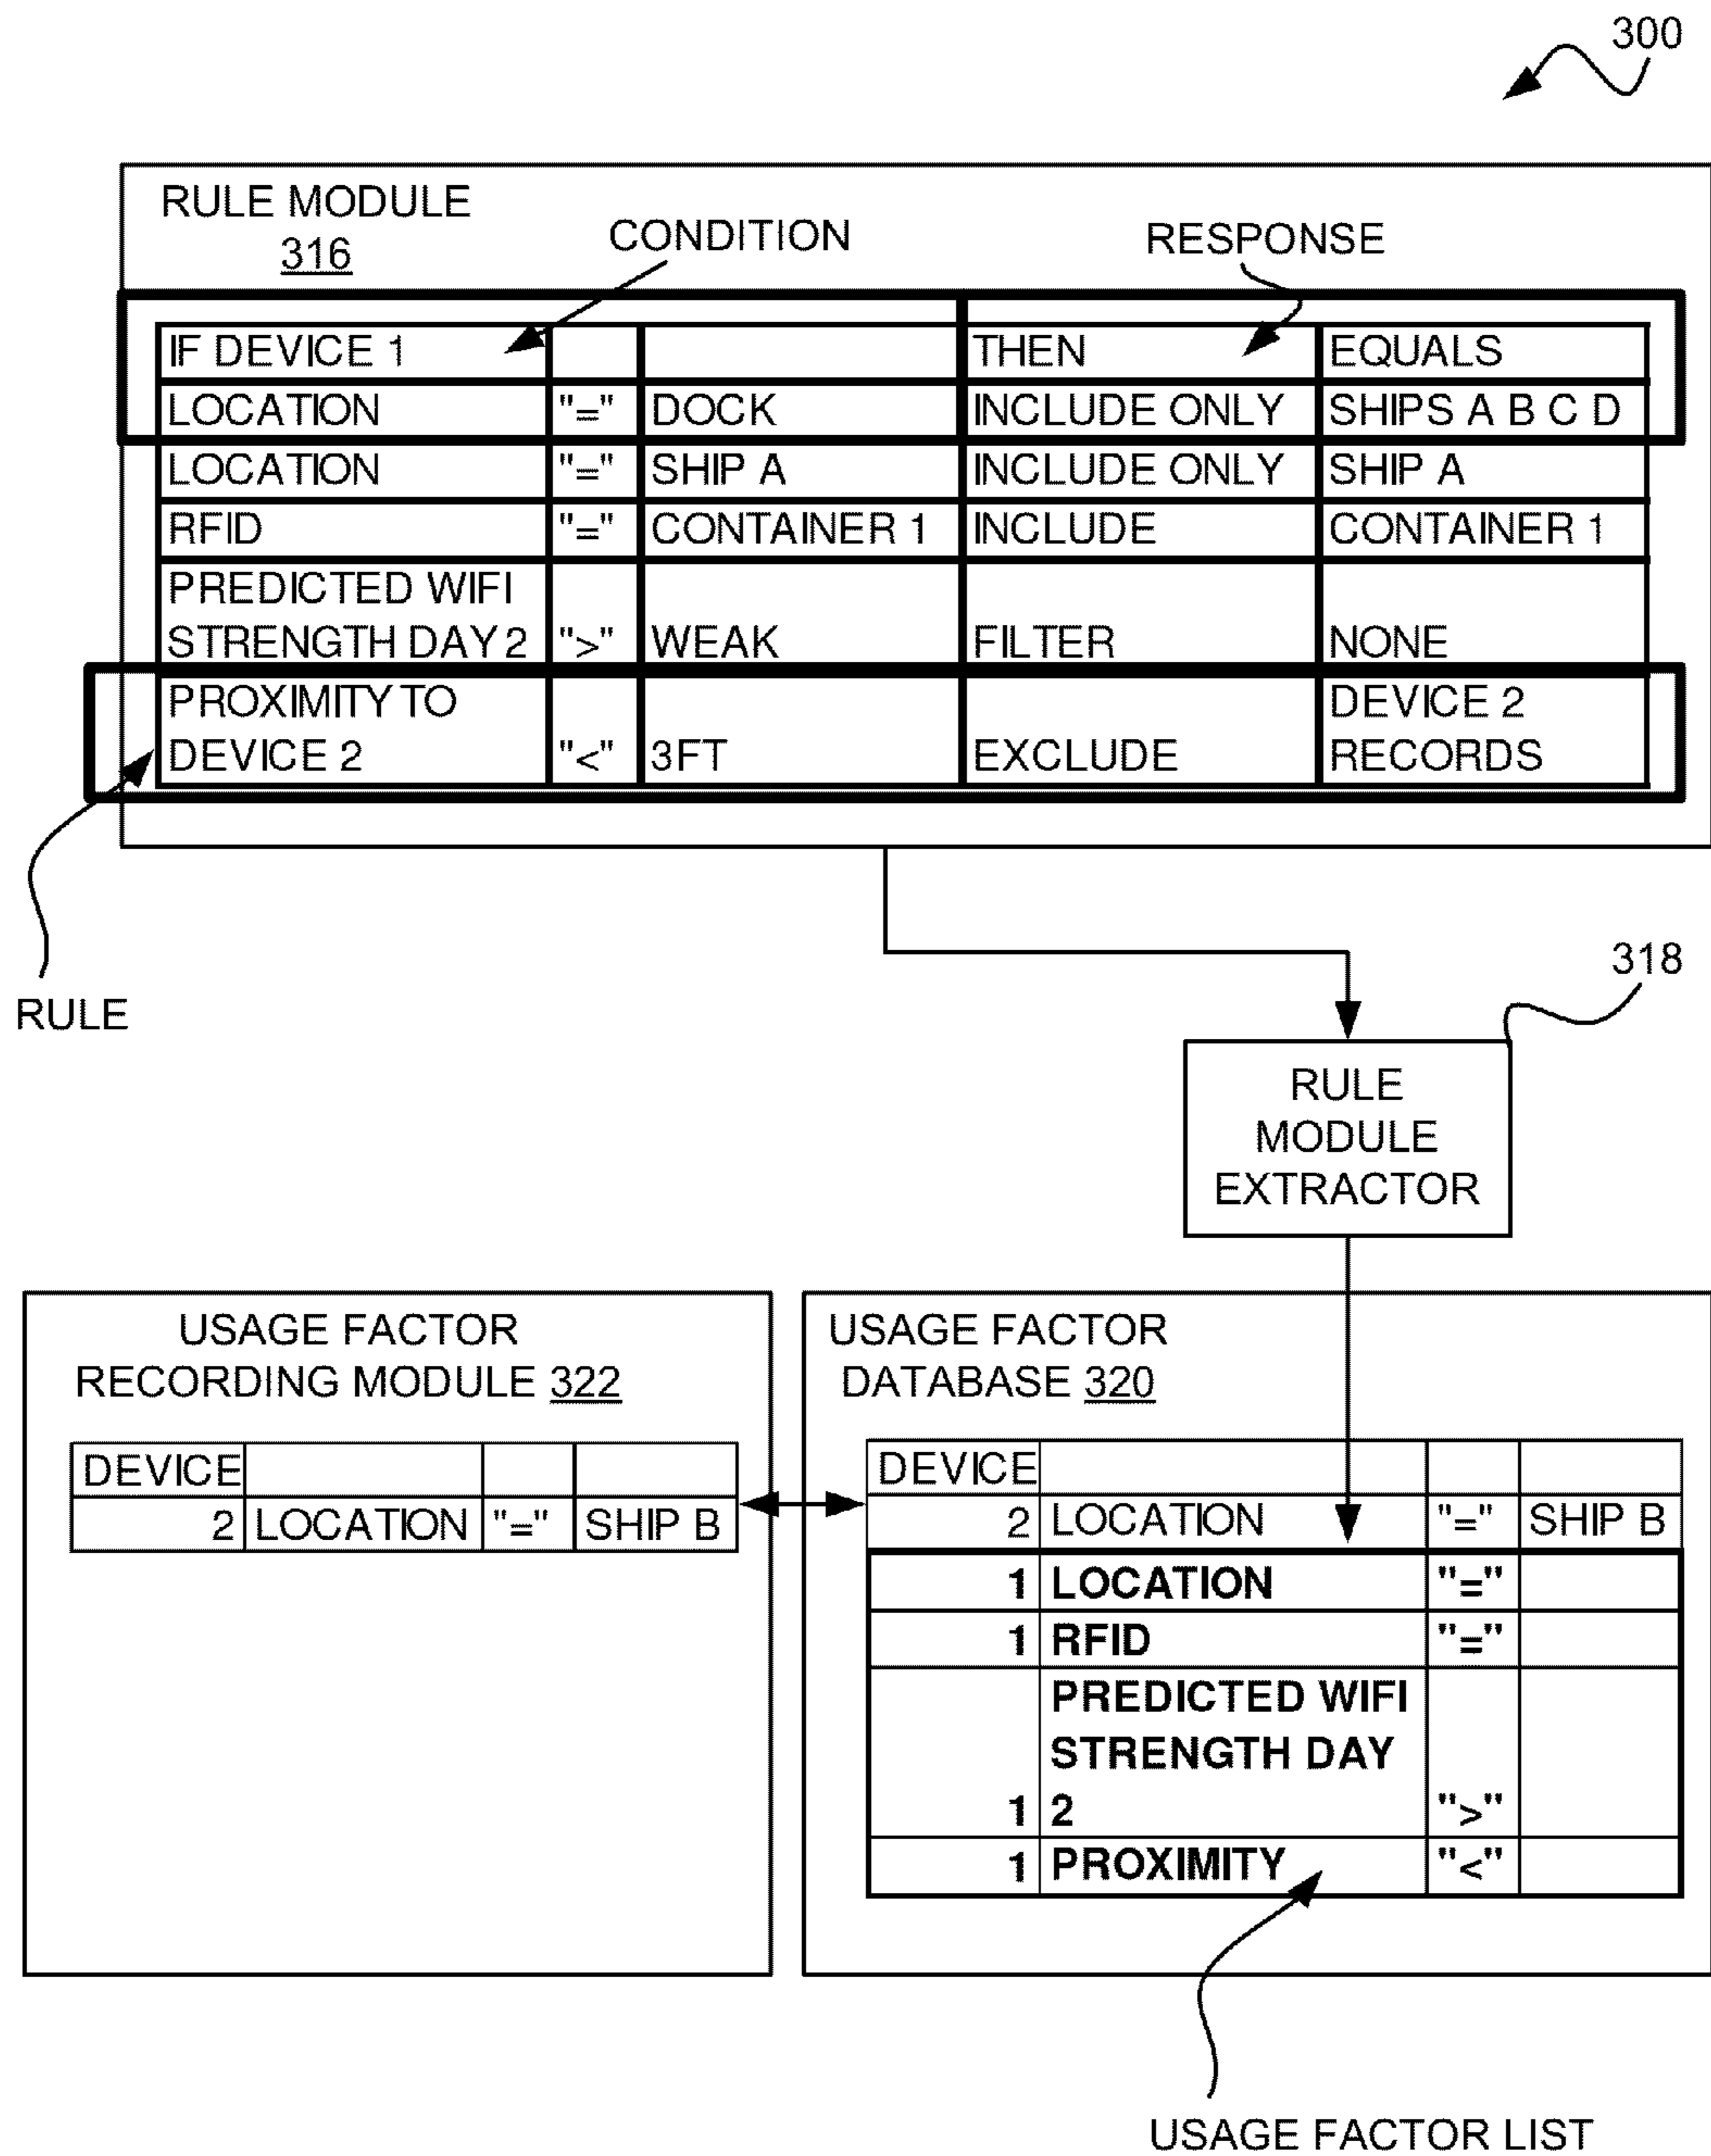 300
RULE MODULE
316
CONDITION
RESPONSE
IF DEVICE 1 THEN EQUALS
LOCATION "=" DOCK INCLUDE ONLY SHIPS A B C D
LOCATION "=" SHIP A INCLUDE ONLY SHIP A
RFID "=" CONTAINER 1 INCLUDE CONTAINER 1
PREDICTED WIFI
STRENGTH DAY 2 ">" WEAK FILTER NONE
PROXIMITY TO DEVICE 2
DEVICE 2 "<" 3FT EXCLUDE RECORDS
RULE
318
RULE
MODULE
EXTRACTOR
USAGE FACTOR
RECORDING MODULE 322
DEVICE
2 LOCATION "=" SHIP B
USAGE FACTOR
DATABASE 320
DEVICE
2 LOCATION "=" SHIP B
1 LOCATION "="
1 RFID "="
PREDICTED WIFI
STRENGTH DAY
1 2 ">"
1 PROXIMITY "<"
USAGE FACTOR LIST